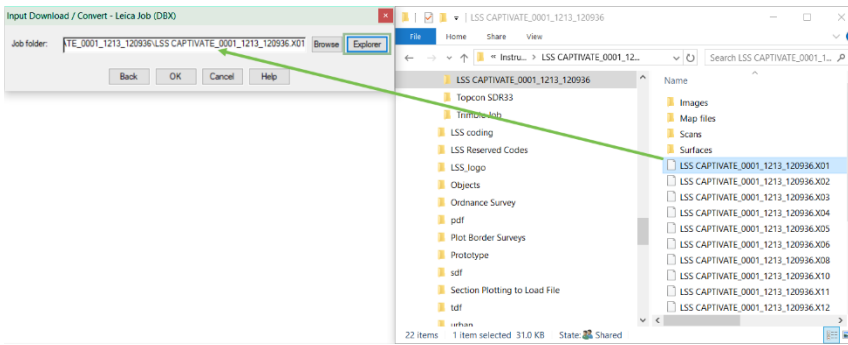 Input Download / Convert - Leica Job (DBX)
Job folder: \TE_0001_1213_120936\LSS CAPTIVATE_0001_1213_120936.X01 Browse Explorer
Back OK Cancel Help
LSS CAPTIVATE_0001_1213_120936
File Home Share View
« Instru... > LSS CAPTIVATE_0001_12... Search LSS CAPTIVATE_0001_1...
LSS CAPTIVATE_0001_1213_120936
Topcon SDR33
Trimble Job
LSS coding
LSS Reserved Codes
LSS_logo
Objects
Ordnance Survey
pdf
Plot Border Surveys
Prototype
sdf
Section Plotting to Load File
tdf
urban
Name
Images
Map files
Scans
Surfaces
LSS CAPTIVATE_0001_1213_120936.X01
LSS CAPTIVATE_0001_1213_120936.X02
LSS CAPTIVATE_0001_1213_120936.X03
LSS CAPTIVATE_0001_1213_120936.X04
LSS CAPTIVATE_0001_1213_120936.X05
LSS CAPTIVATE_0001_1213_120936.X06
LSS CAPTIVATE_0001_1213_120936.X08
LSS CAPTIVATE_0001_1213_120936.X10
LSS CAPTIVATE_0001_1213_120936.X11
LSS CAPTIVATE_0001_1213_120936.X12
22 items 1 item selected 31.0 KB State: Shared